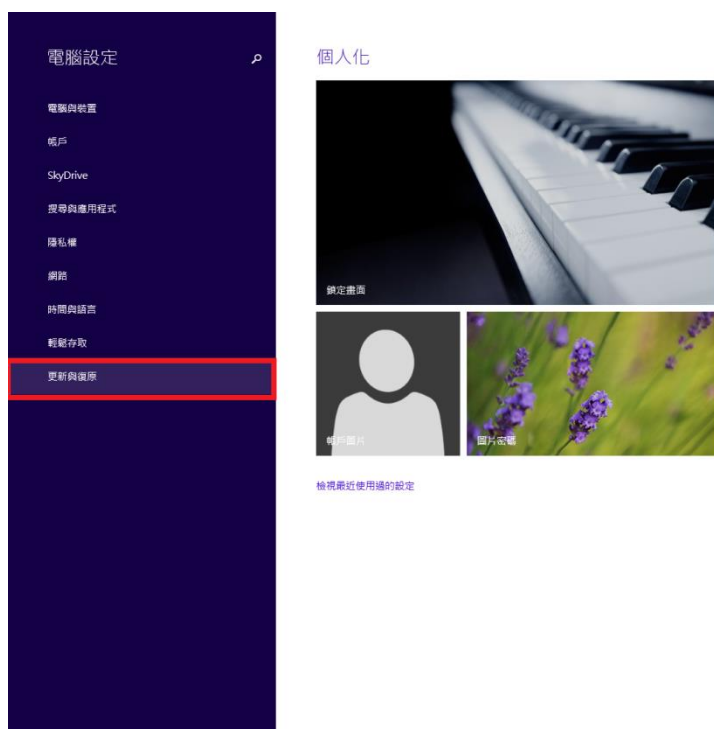 電腦設定
電腦與裝置
帳戶
SkyDrive
搜尋與應用程式
隱私權
網路
時間與語言
輕鬆存取
更新與復原
個人化
鎖定畫面
帳戶圖片
圖片密碼
檢視最近使用過的設定